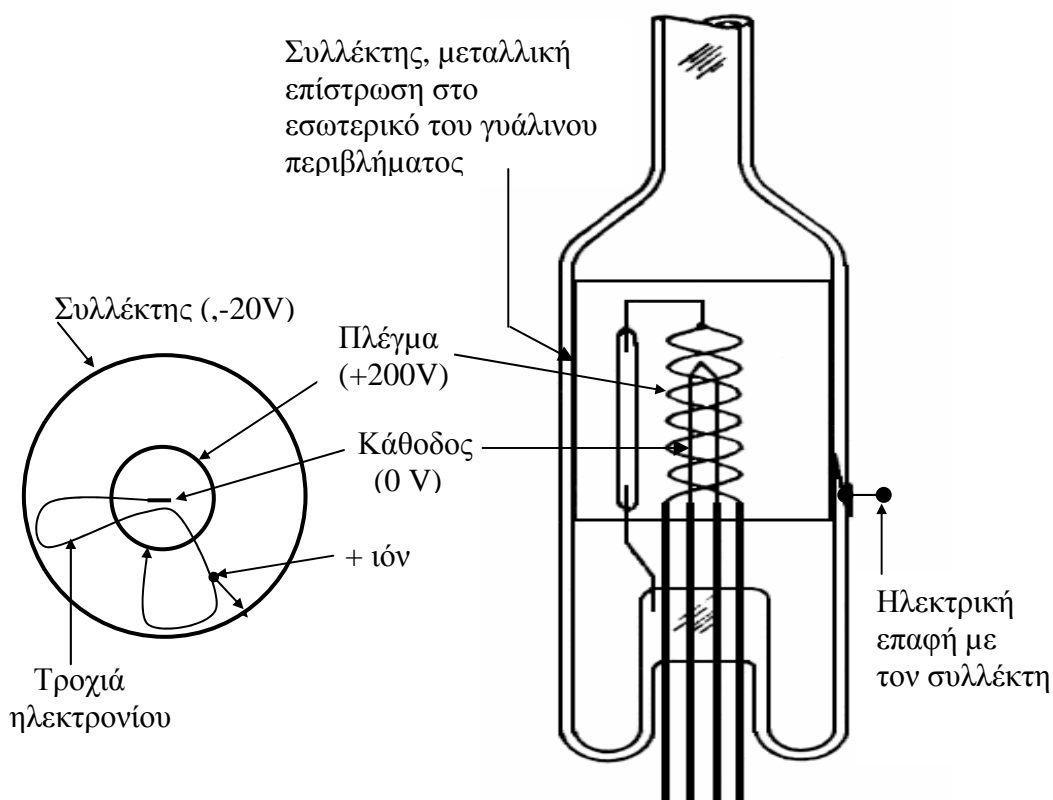 Συλλέκτης, μεταλλική
επίστρωση στο
εσωτερικό του γυάλινου
περιβλήματος
Συλλέκτης (,-20V)
Πλέγμα
(+200V)
Κάθοδος
(0 V)
+ ιόν
Τροχιά
ηλεκτρονίου
Ηλεκτρική
επαφή με
τον συλλέκτη